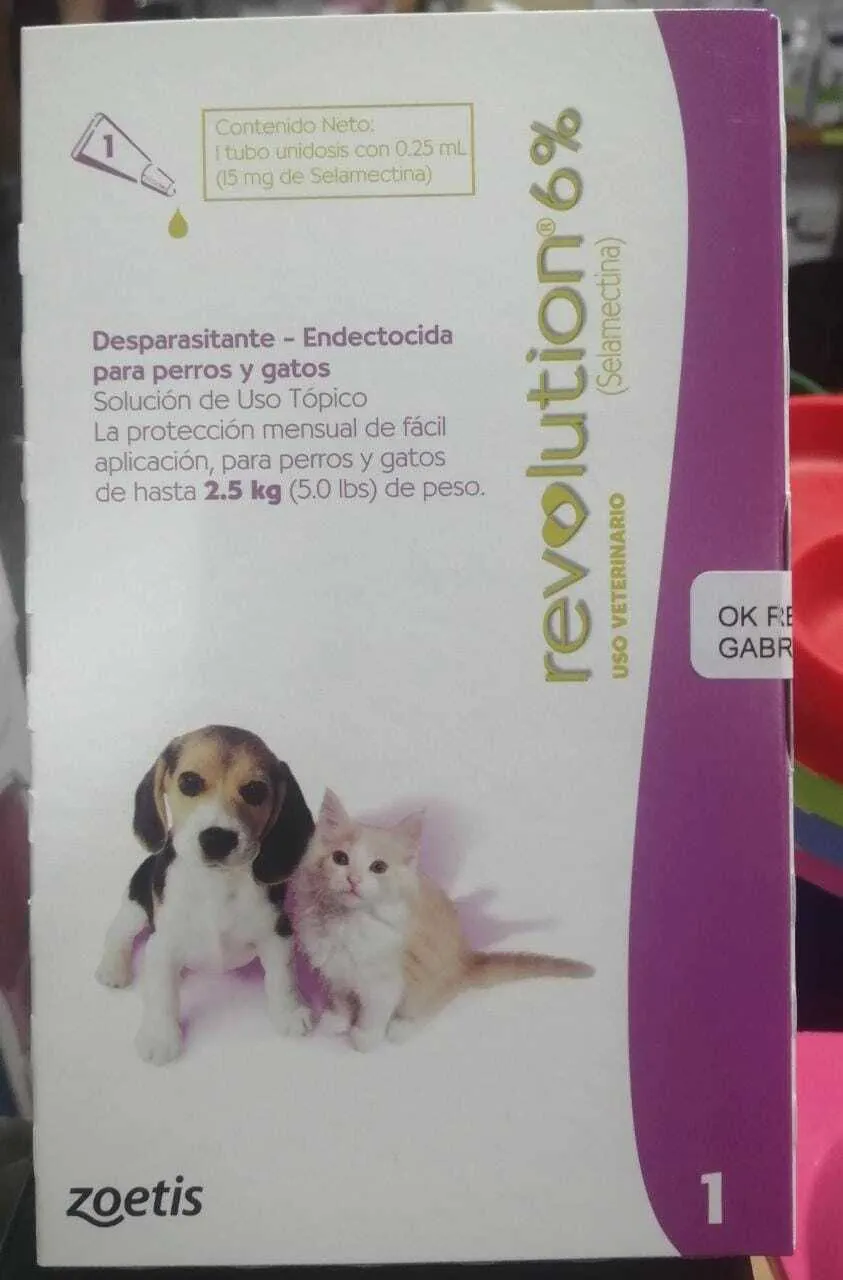 1
Contenido Neto:
1 tubo unidosis con 0.25 mL
(15 mg de Selamectina)
Desparasitante - Endectocida
para perros y gatos
Solución de Uso Tópico
La protección mensual de fácil
aplicación, para perros y gatos
de hasta 2.5 kg (5.0 lbs) de peso.
revolution® 6%
(Selamectina)
USO VETERINARIO
OK RE
GABR
zoetis
1